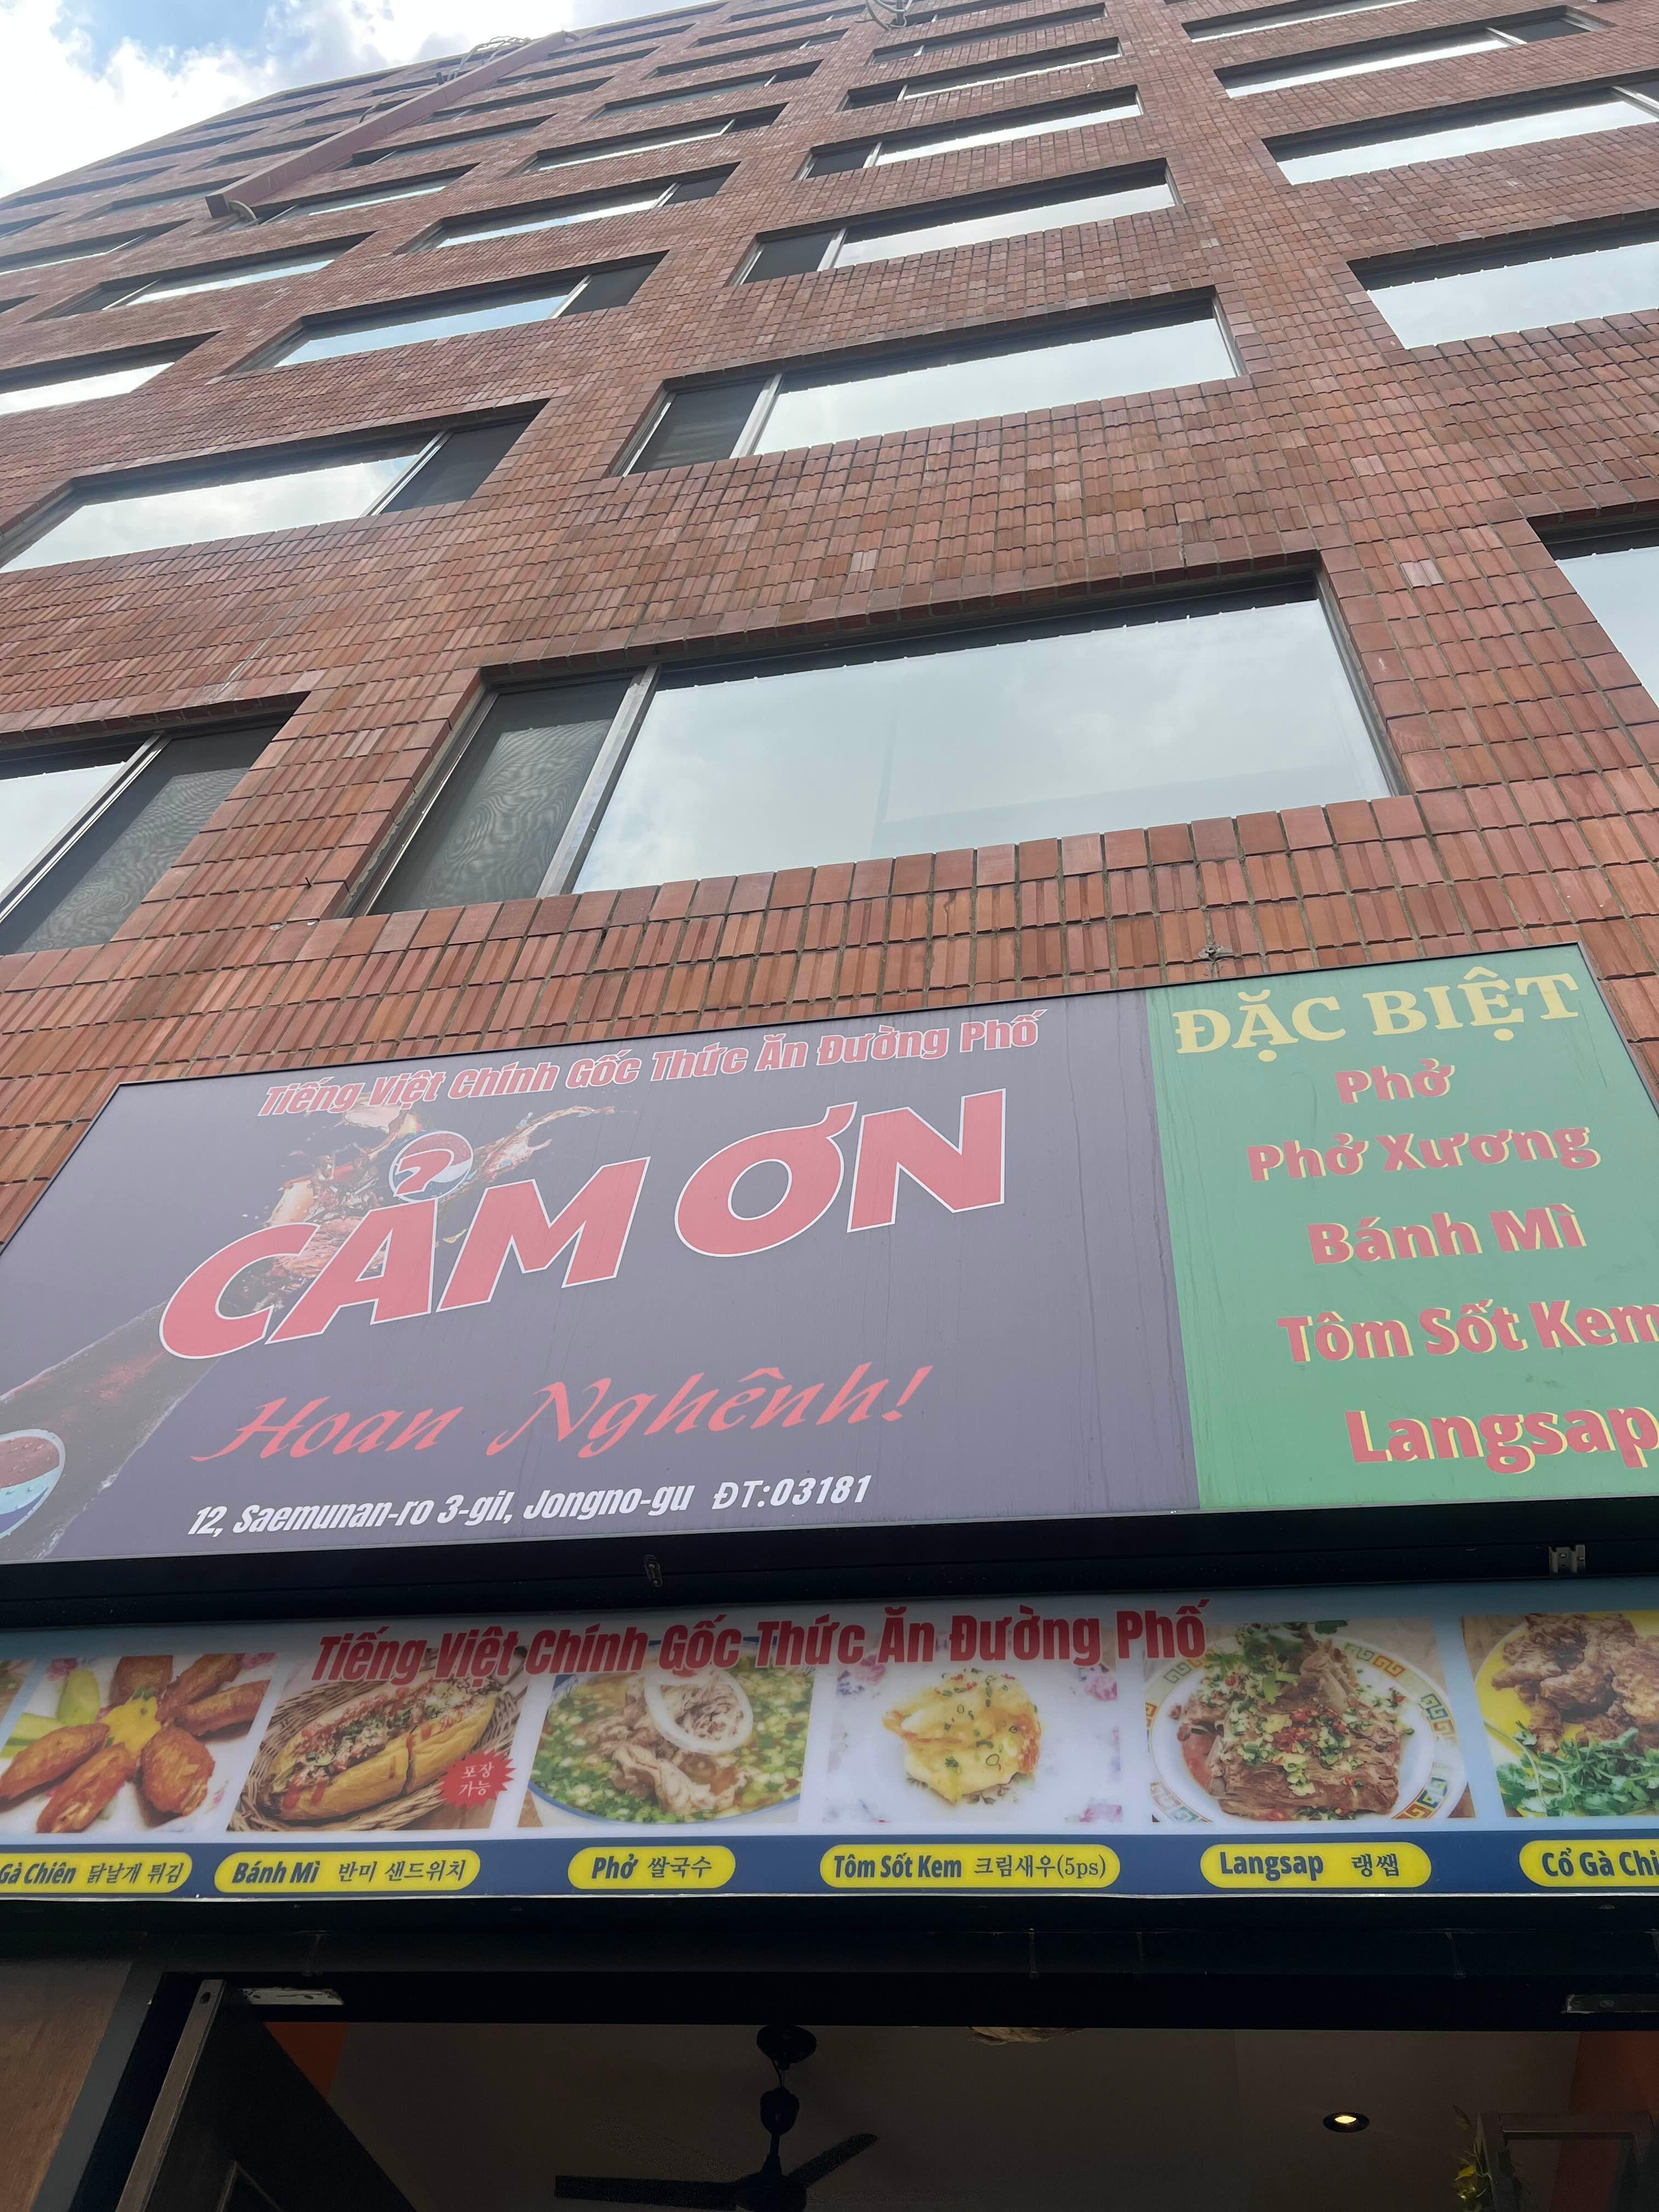 Tiếng Việt Chính Gốc Thức Ăn Đường Phố
CẢM ƠN
Hoan Nghênh!
12, Saemunan-ro 3-gil, Jongno-gu ĐT:03181
ĐẶC BIỆT
Phở
Phở Xương
Bánh Mì
Tôm Sốt Kem
Langsap
Tiếng Việt Chính Gốc Thức Ăn Đường Phố
포장
가능
Gà Chiên 닭날개 튀김
Bánh Mì 반미 샌드위치
Phở 쌀국수
Tôm Sốt Kem 크림새우(5ps)
Langsap 랭쌥
Cổ Gà Chi